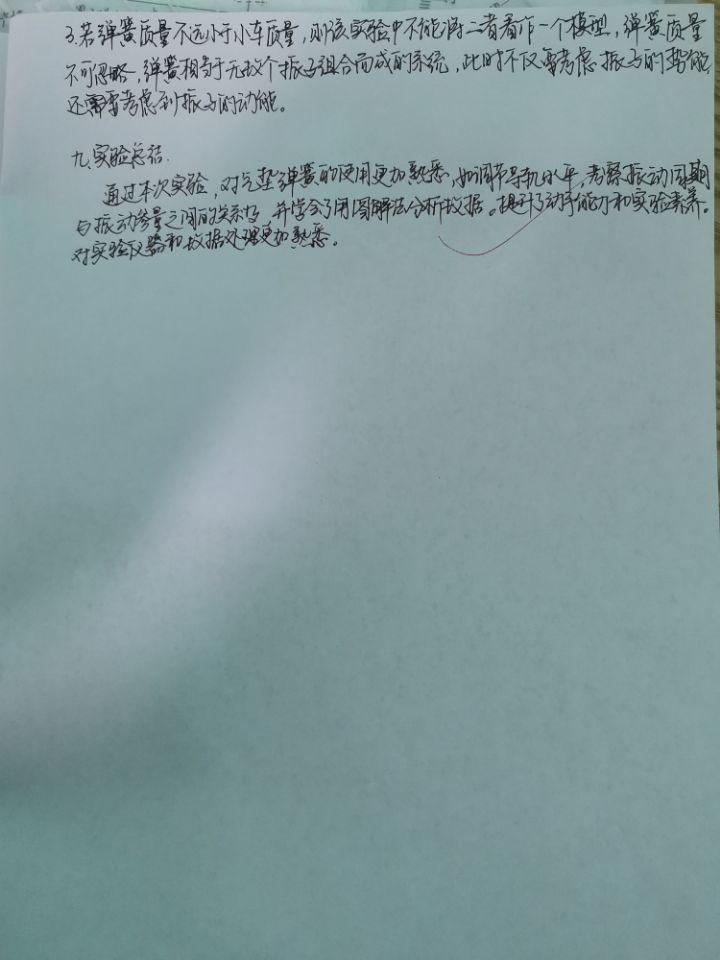 3.若弹簧质量不远小于小车质量,则该实验中不能将二者看作一个模型,弹簧质量
不可忽略,弹簧相当于无数个振子组合而成的系统,此时不仅需考虑振子的势能,
还需要考虑到振子的动能。
九.实验总结.
通过本次实验,对气垫弹簧的使用更加熟悉,如调节导轨水平,考察振动周期
与振动参量之间的关系等,并学会了用图解法分析数据。提升了动手能力和实验素养。
对实验仪器和数据处理更加熟悉。